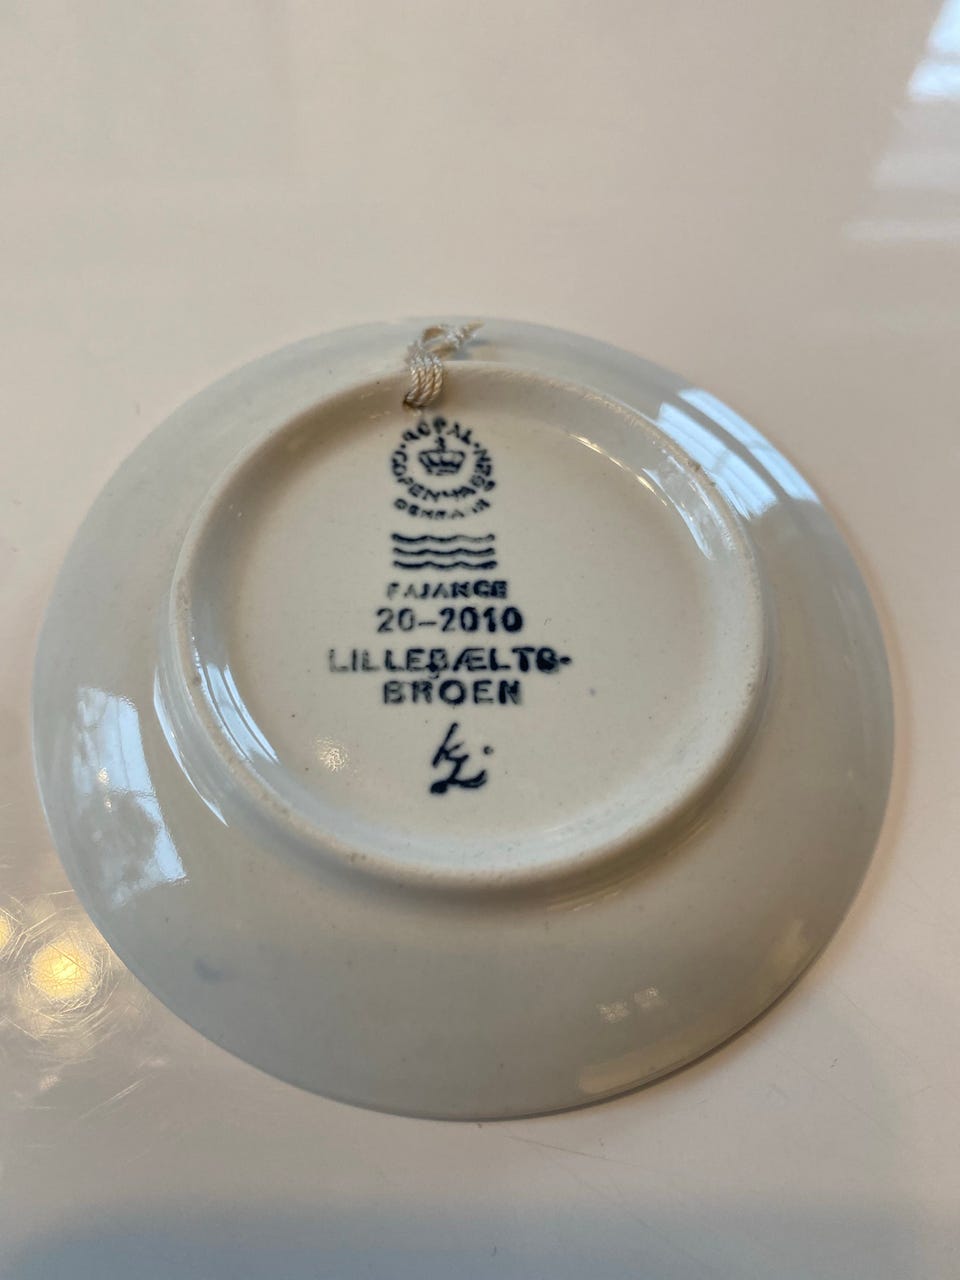 ROYAL COPENHAGEN
DENMARK
FAJANCE
20-2010
LILLEBÆLTS-
BROEN